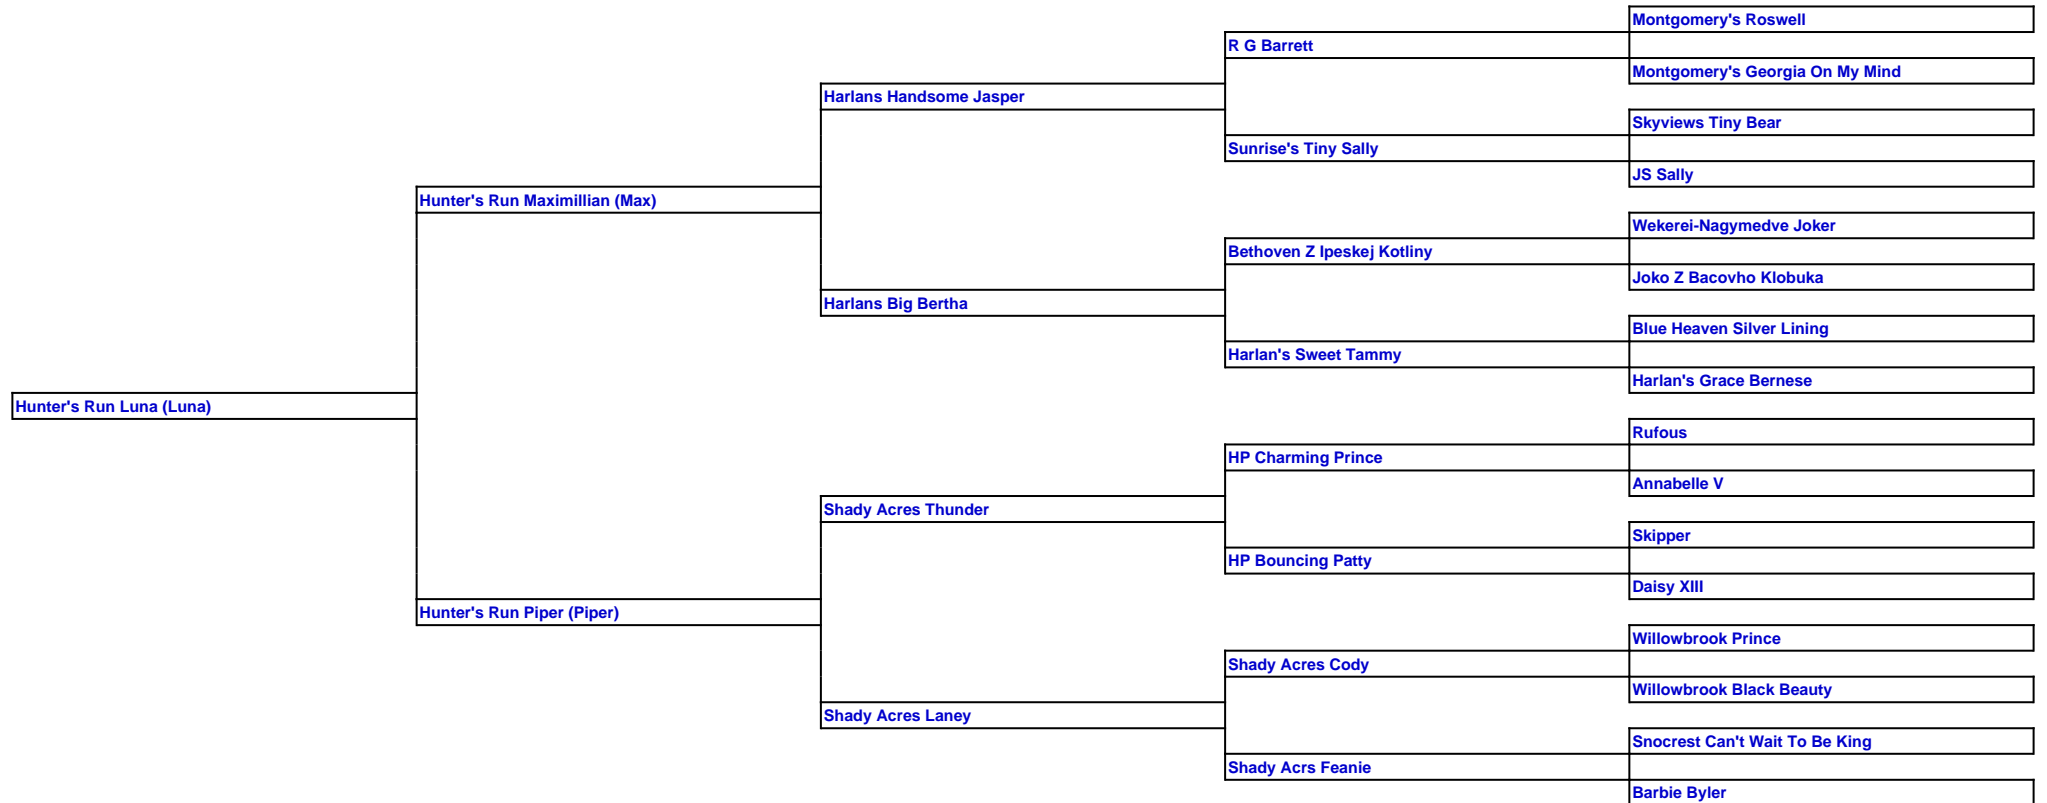 Montgomery's Roswell
R G Barrett
Montgomery's Georgia On My Mind
Harlans Handsome Jasper
Skyviews Tiny Bear
Sunrise's Tiny Sally
JS Sally
Hunter's Run Maximillian (Max)
Wekerei-Nagymedve Joker
Bethoven Z Ipeskej Kotliny
Joko Z Bacovho Klobuka
Harlans Big Bertha
Blue Heaven Silver Lining
Harlan's Sweet Tammy
Harlan's Grace Bernese
Hunter's Run Luna (Luna)
Rufous
HP Charming Prince
Annabelle V
Shady Acres Thunder
Skipper
HP Bouncing Patty
Daisy XIII
Hunter's Run Piper (Piper)
Willowbrook Prince
Shady Acres Cody
Willowbrook Black Beauty
Shady Acres Laney
Snocrest Can't Wait To Be King
Shady Acrs Feanie
Barbie Byler